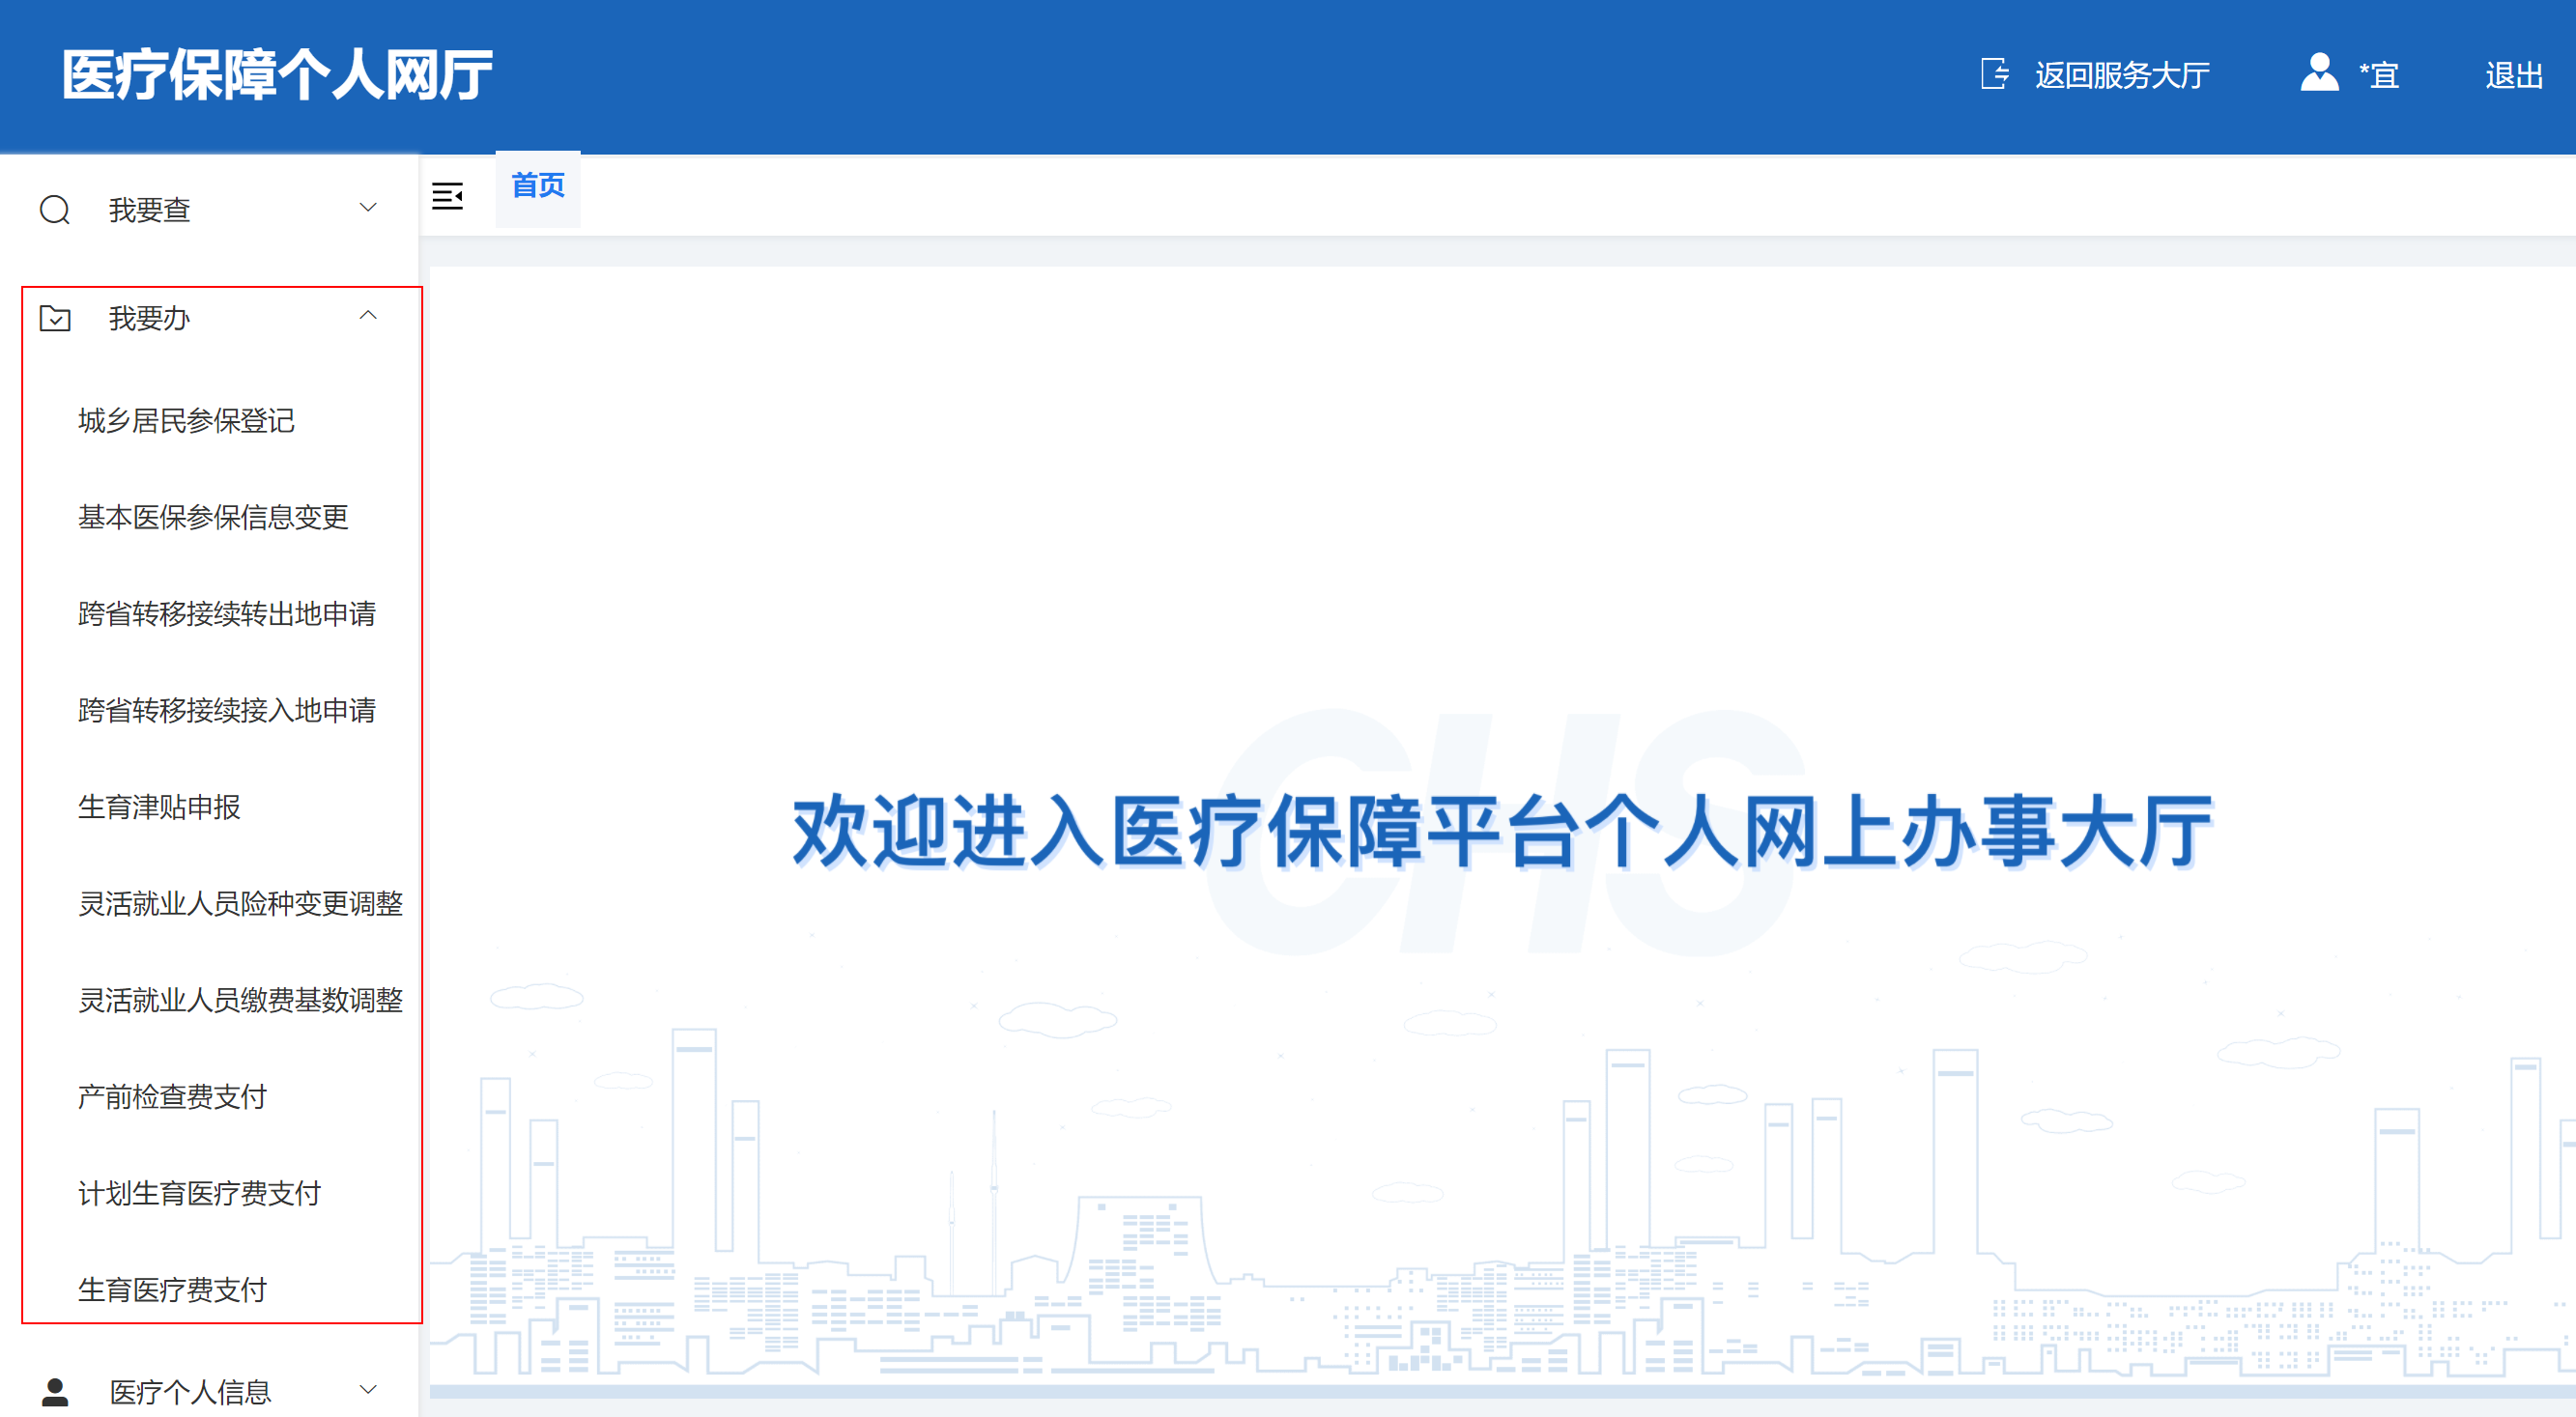 医疗保障个人网厅
返回服务大厅
*宜
退出
我要查
首页
我要办
城乡居民参保登记
基本医保参保信息变更
跨省转移接续转出地申请
跨省转移接续接入地申请
生育津贴申报
灵活就业人员险种变更调整
灵活就业人员缴费基数调整
产前检查费支付
计划生育医疗费支付
生育医疗费支付
医疗个人信息
CHS
欢迎进入医疗保障平台个人网上办事大厅